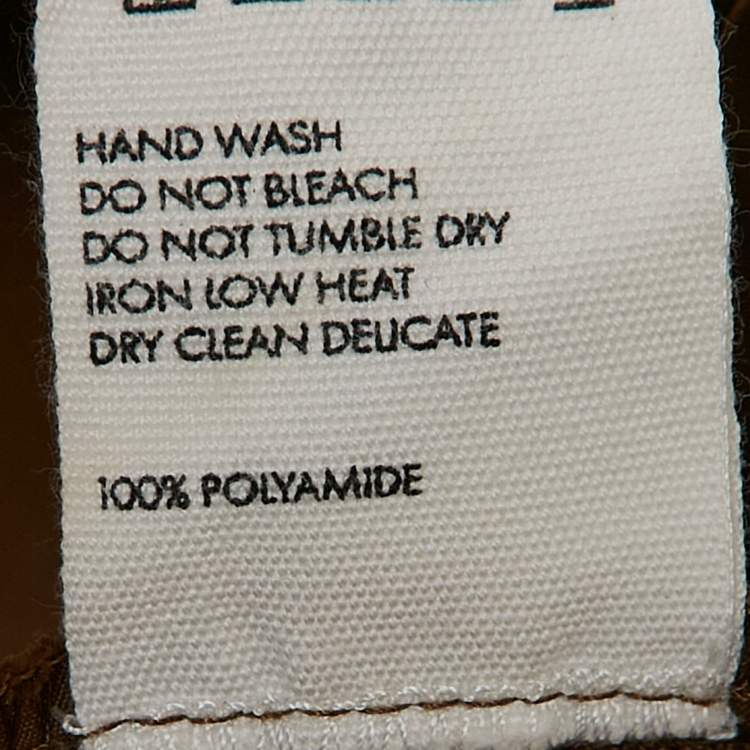 HAND WASH
DO NOT BLEACH
DO NOT TUMBLE DRY
IRON LOW HEAT
DRY CLEAN DELICATE
100% POLYAMIDE